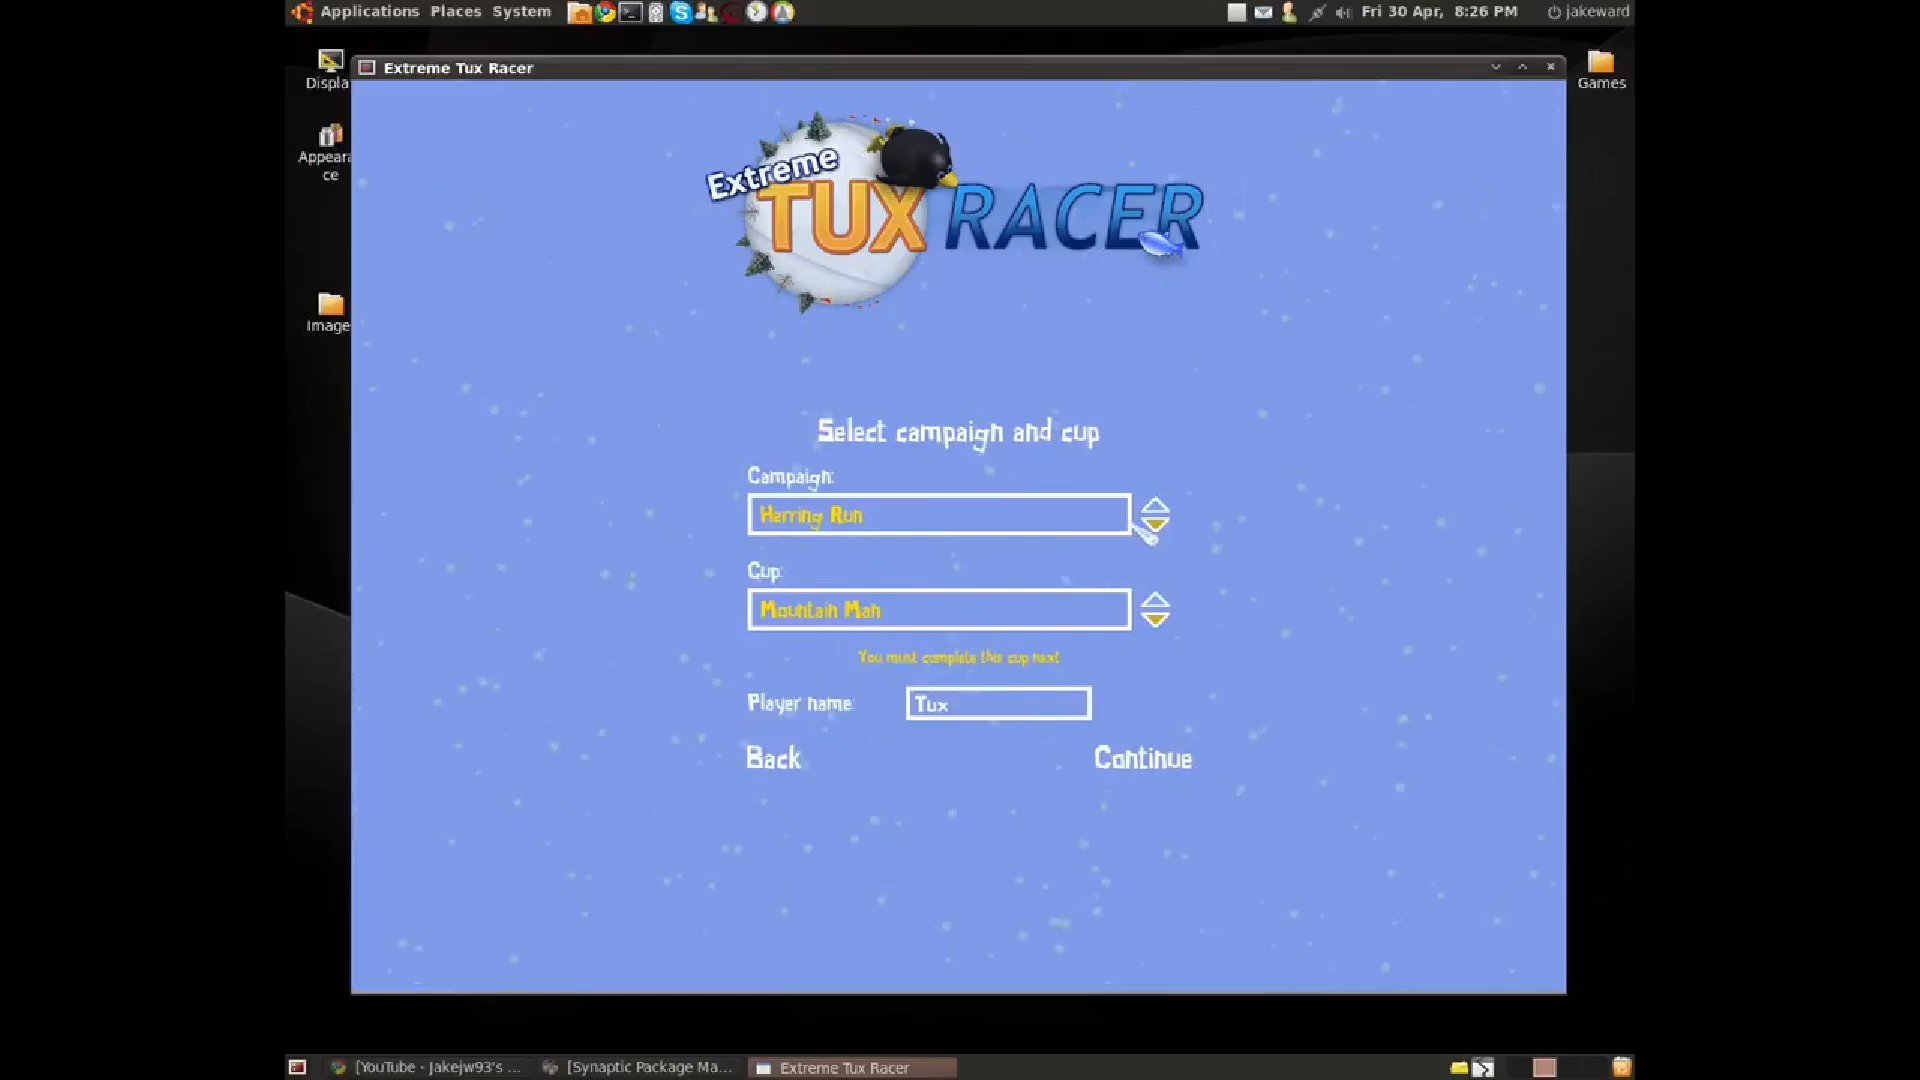 Applications Places System
Fri 30 Apr, 8:26 PM
jakeward
Displa
Extreme Tux Racer
Games
Appeara
ce
Image
Extreme
TUX RACER
Select campaign and cup
Campaign:
Herring Run
Cup:
Mountain Man
You must complete this cup next
Player name:
Tux
Back
Continue
[YouTube - Jakejw93's ...
[Synaptic Package Ma...
Extreme Tux Racer